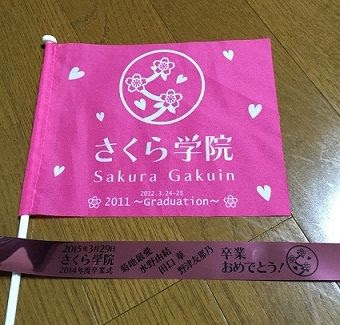 さくら学院
Sakura Gakuin
2012.3.24-25
2011 〜Graduation〜
2015年3月29日
さくら学院
2014年度卒業式
菊地最愛
水野由結
田口 華
野津友那乃
卒業
おめでとう!